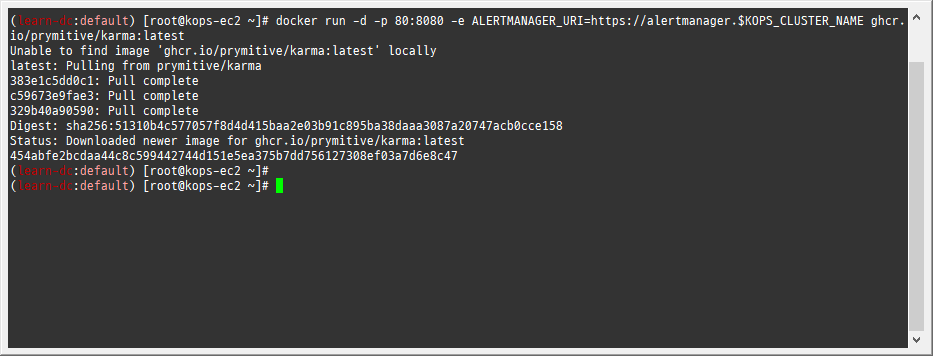 (learn-dc:default) [root@kops-ec2 ~]# docker run -d -p 80:8080 -e ALERTMANAGER_URI=https://alertmanager.$KOPS_CLUSTER_NAME ghcr.
io/prymitive/karma:latest
Unable to find image 'ghcr.io/prymitive/karma:latest' locally
latest: Pulling from prymitive/karma
383e1c5dd0c1: Pull complete
c59673e9fae3: Pull complete
329b40a90590: Pull complete
Digest: sha256:51310b4c577057f8d4d415baa2e03b91c895ba38daaa3087a20747acb0cce158
Status: Downloaded newer image for ghcr.io/prymitive/karma:latest
454abfe2bcdaa44c8c599442744d151e5ea375b7dd756127308ef03a7d6e8c47
(learn-dc:default) [root@kops-ec2 ~]#
(learn-dc:default) [root@kops-ec2 ~]#